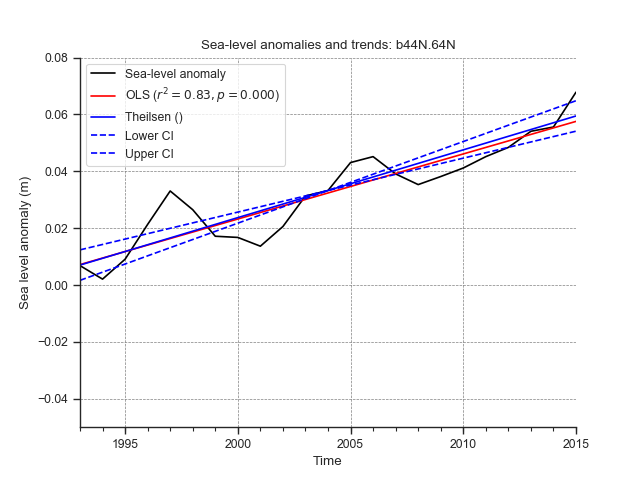 Sea-level anomalies and trends: b44N.64N
Sea-level anomaly
OLS (r² = 0.83, p = 0.000)
Theilsen ()
Lower CI
Upper CI
Sea level anomaly (m)
0.08
0.06
0.04
0.02
0.00
−0.02
−0.04
1995 2000 2005 2010 2015
Time